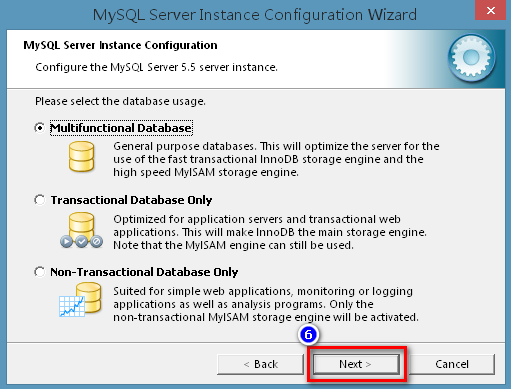 MySQL Server Instance Configuration Wizard
MySQL Server Instance Configuration
Configure the MySQL Server 5.5 server instance.
Please select the database usage.
Multifunctional Database
General purpose databases. This will optimize the server for the
use of the fast transactional InnoDB storage engine and the
high speed MyISAM storage engine.
Transactional Database Only
Optimized for application servers and transactional web
applications. This will make InnoDB the main storage engine.
Note that the MyISAM engine can still be used.
Non-Transactional Database Only
Suited for simple web applications, monitoring or logging
applications as well as analysis programs. Only the
non-transactional MyISAM storage engine will be activated.
6
< Back
Next >
Cancel